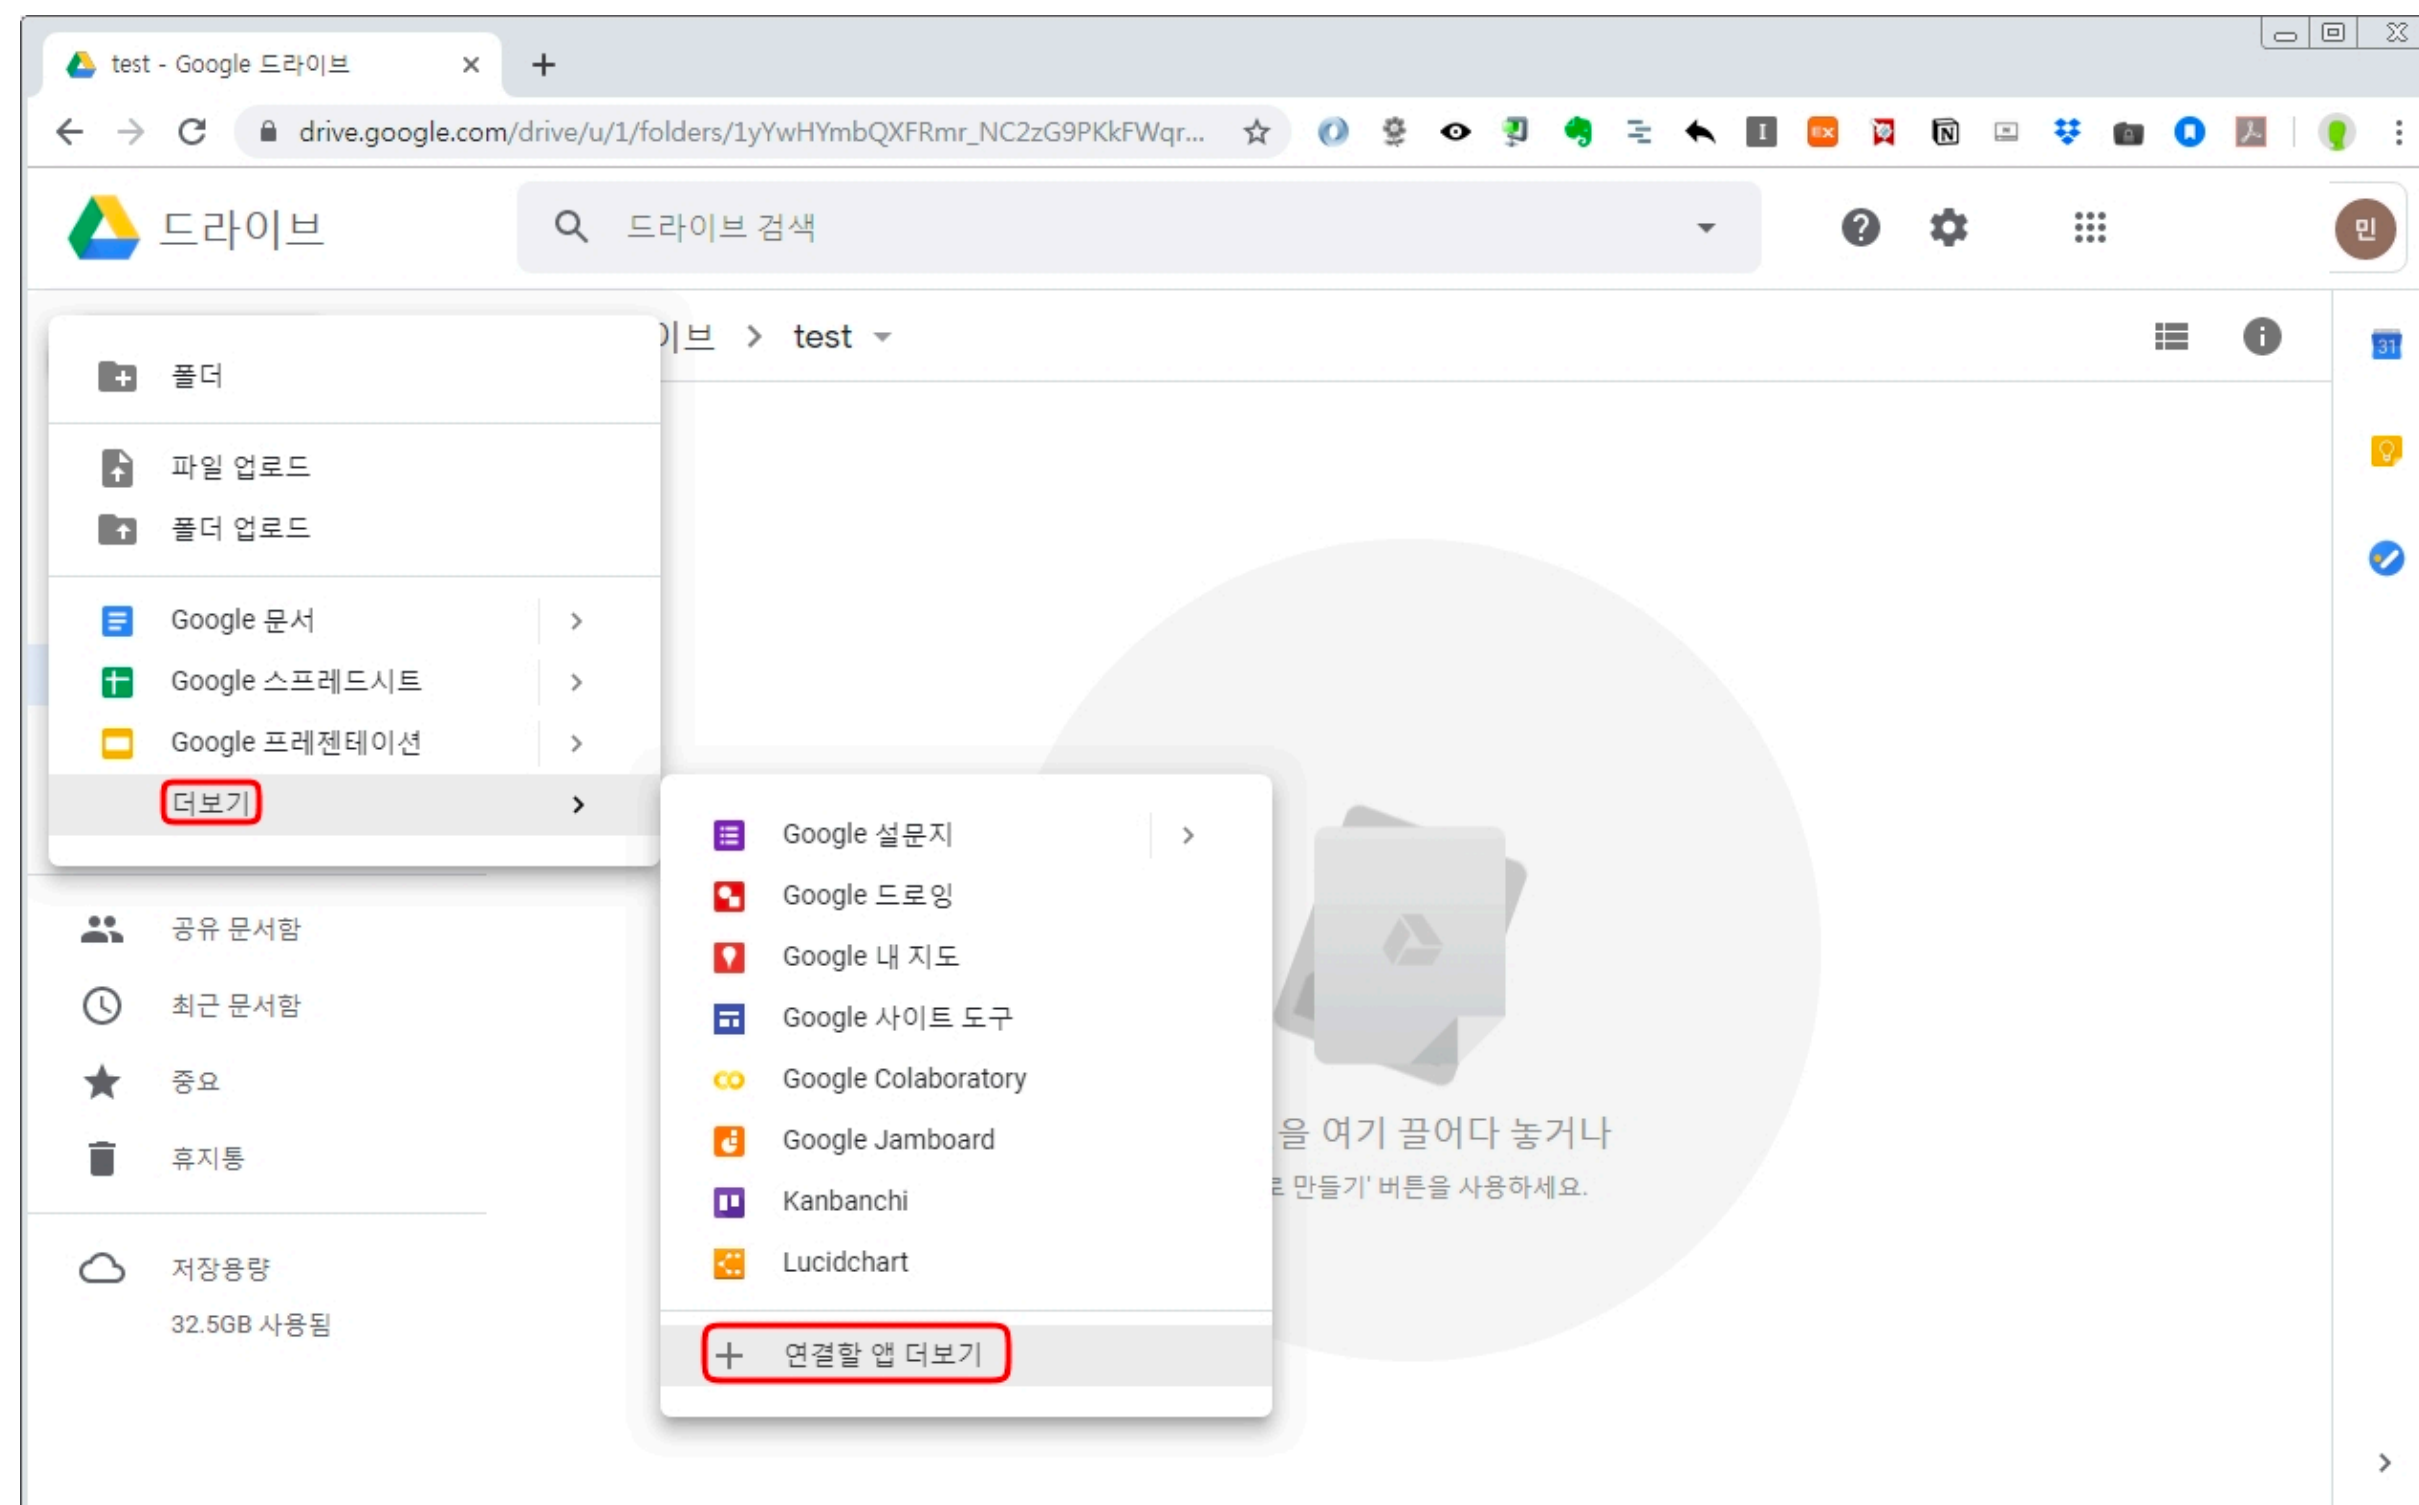 test - Google 드라이브
drive.google.com/drive/u/1/folders/1yYwHYmbQXFRmr_NC2zG9PKkFWqr...
드라이브
드라이브 검색
민
이브 > test
31
폴더
파일 업로드
폴더 업로드
Google 문서
Google 스프레드시트
Google 프레젠테이션
더보기
Google 설문지
Google 드로잉
Google 내 지도
Google 사이트 도구
Google Colaboratory
Google Jamboard
Kanbanchi
Lucidchart
연결할 앱 더보기
공유 문서함
최근 문서함
중요
휴지통
저장용량
32.5GB 사용됨
을 여기 끌어다 놓거나
로 만들기' 버튼을 사용하세요.